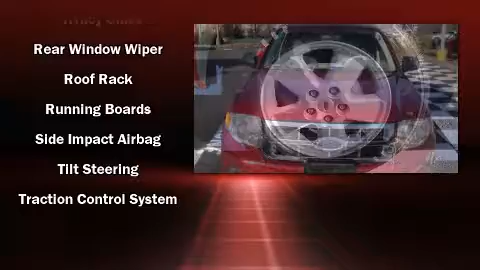 Rear Window Wiper
Roof Rack
Running Boards
Side Impact Airbag
Tilt Steering
Traction Control System